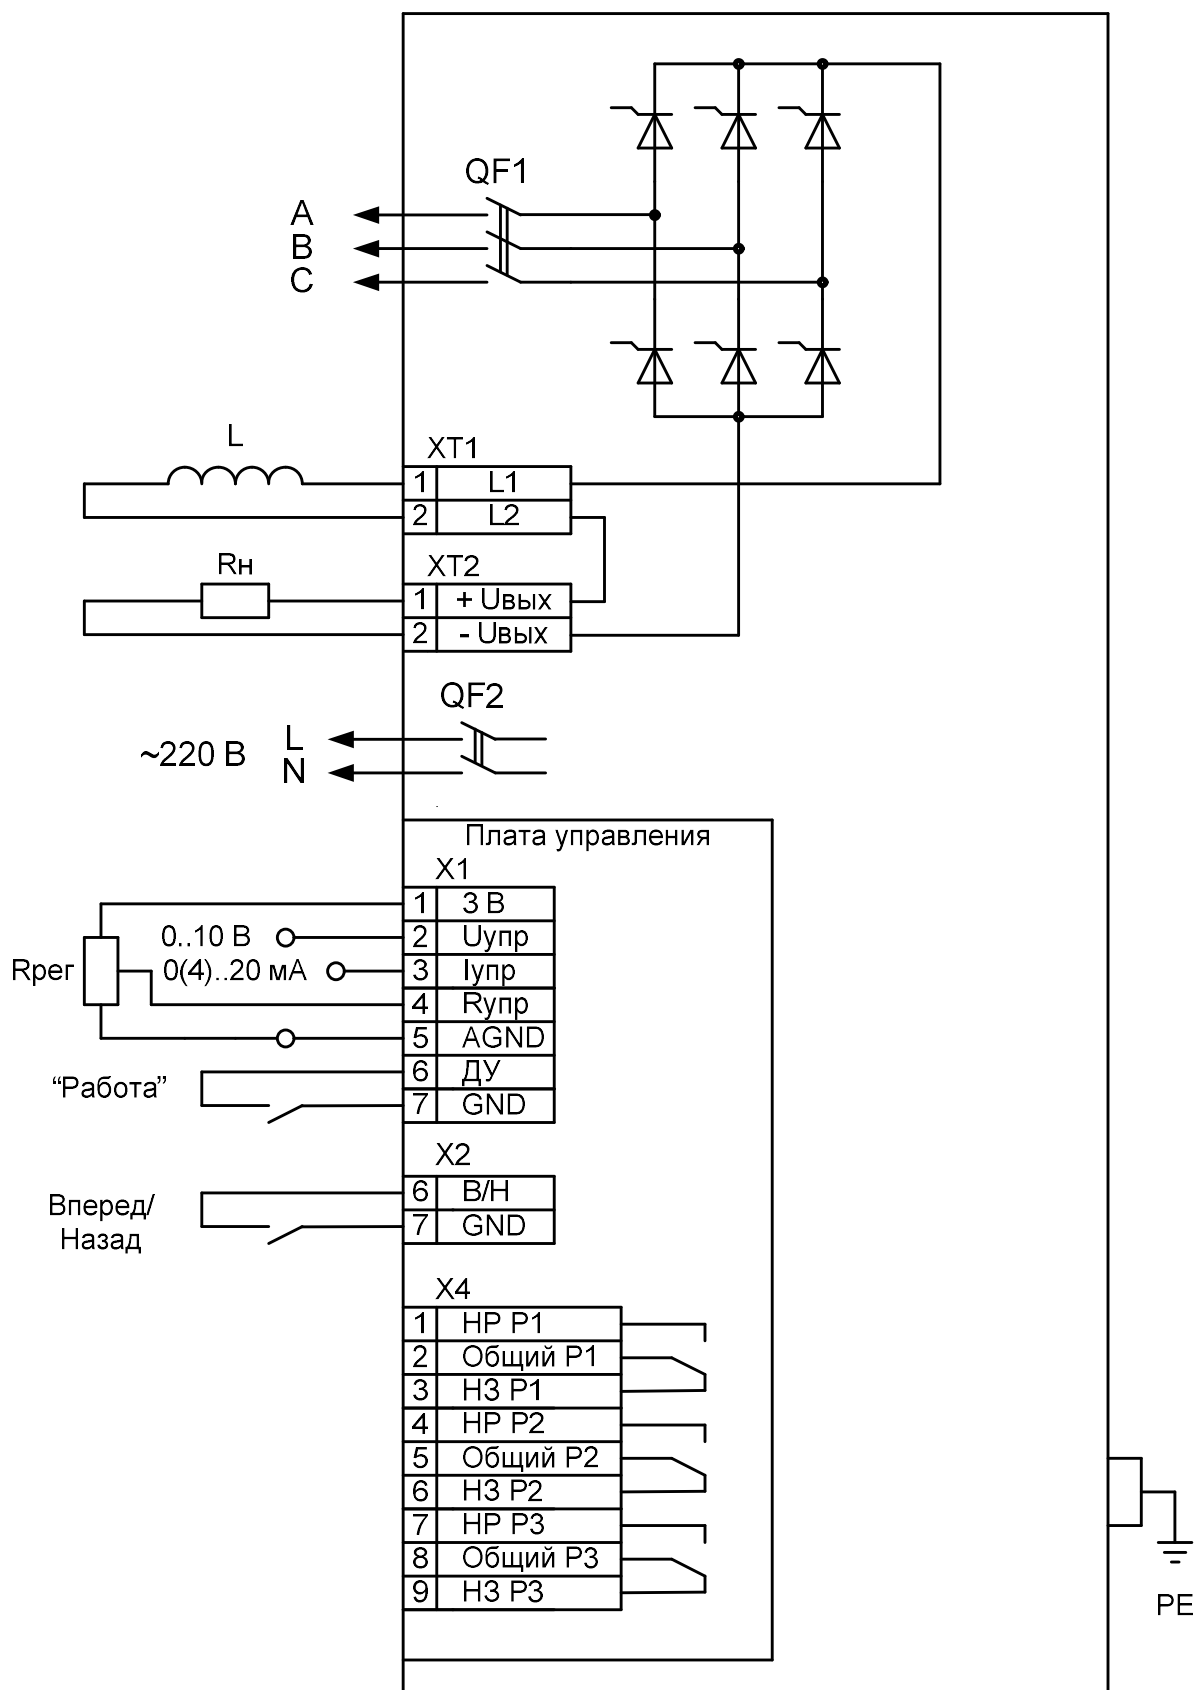 QF1
A
B
C
L
XT1
1 L1
2 L2
Rн
XT2
1 + Uвых
2 - Uвых
QF2
~220 В
L
N
Плата управления
X1
1 3 В
0..10 В 2 Uупр
Rрег 0(4)..20 мА 3 Iупр
4 Rупр
5 AGND
“Работа” 6 ДУ
7 GND
X2
Вперед/ 6 В/Н
Назад 7 GND
X4
1 НР Р1
2 Общий Р1
3 НЗ Р1
4 НР Р2
5 Общий Р2
6 НЗ Р2
7 НР Р3
8 Общий Р3
9 НЗ Р3
PE